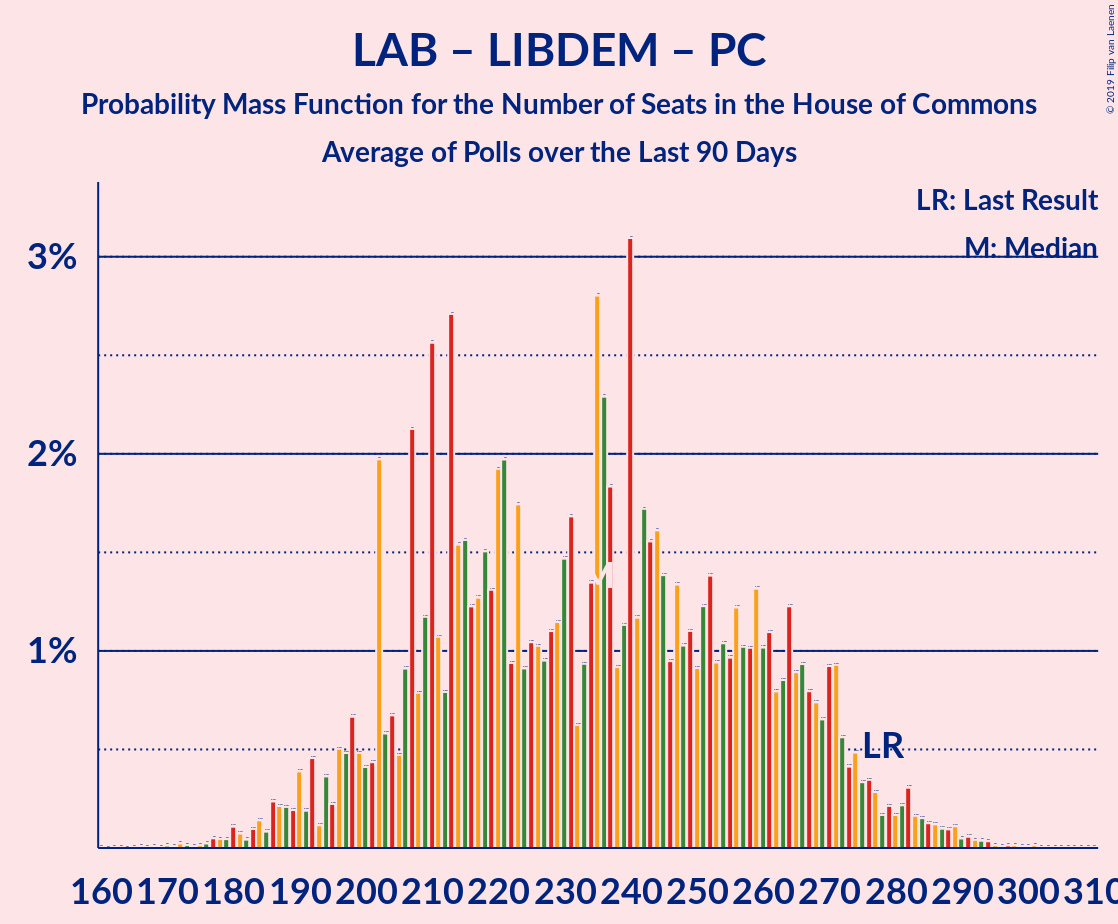 LAB – LIBDEM – PC
Probability Mass Function for the Number of Seats in the House of Commons
Average of Polls over the Last 90 Days
© 2019 Filip van Laenen
LR: Last Result
M: Median
3%
2%
1%
LR
160 170 180 190 200 210 220 230 240 250 260 270 280 290 300 310